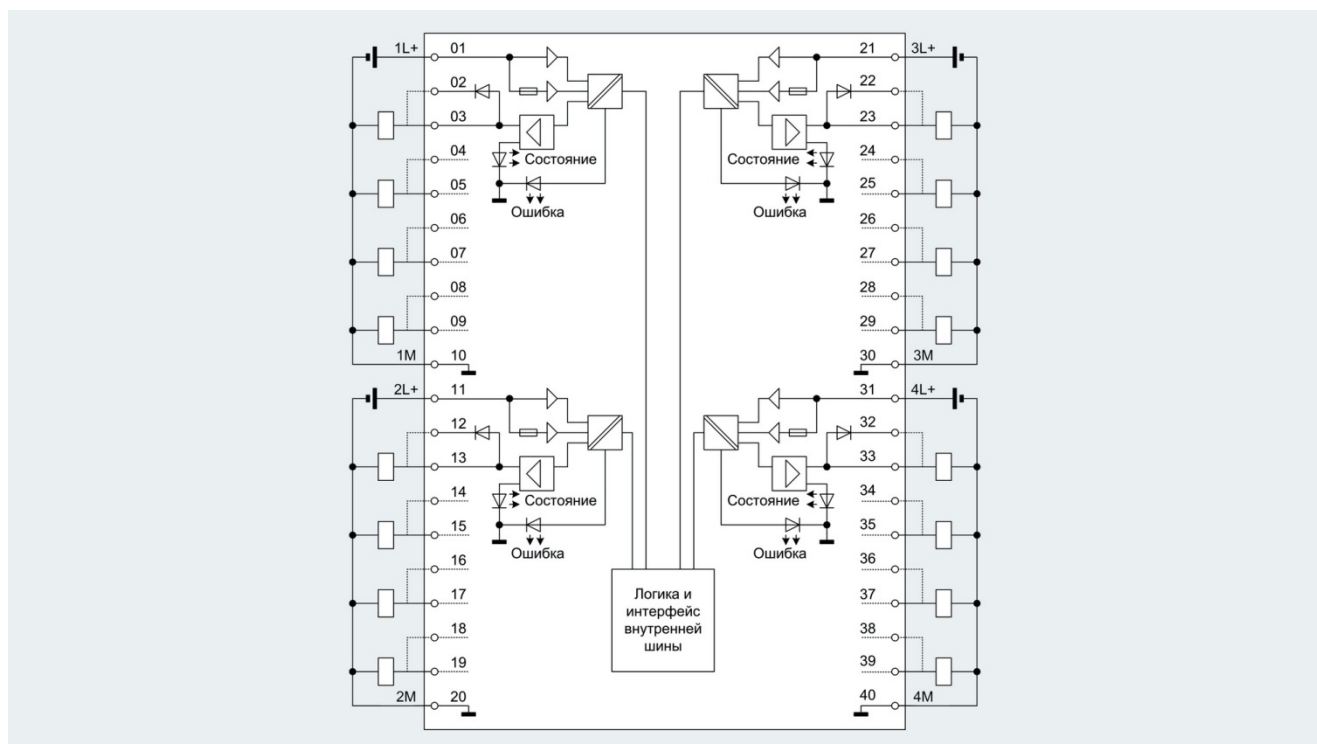 1L+ 01 21 3L+
02 22
03 23
Состояние Состояние
04 24
05 25
Ошибка Ошибка
06 26
07 27
08 28
09 29
1M 10 30 3M
2L+ 11 31 4L+
12 32
13 33
Состояние Состояние
14 34
15 35
Ошибка Ошибка
16 36
17 37
Логика и
интерфейс
внутренней
шины
18 38
19 39
2M 20 40 4M